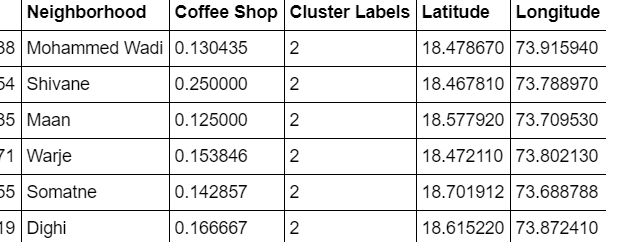 Neighborhood Coffee Shop Cluster Labels Latitude Longitude
38 Mohammed Wadi 0.130435 2 18.478670 73.915940
54 Shivane 0.250000 2 18.467810 73.788970
35 Maan 0.125000 2 18.577920 73.709530
71 Warje 0.153846 2 18.472110 73.802130
55 Somatne 0.142857 2 18.701912 73.688788
19 Dighi 0.166667 2 18.615220 73.872410